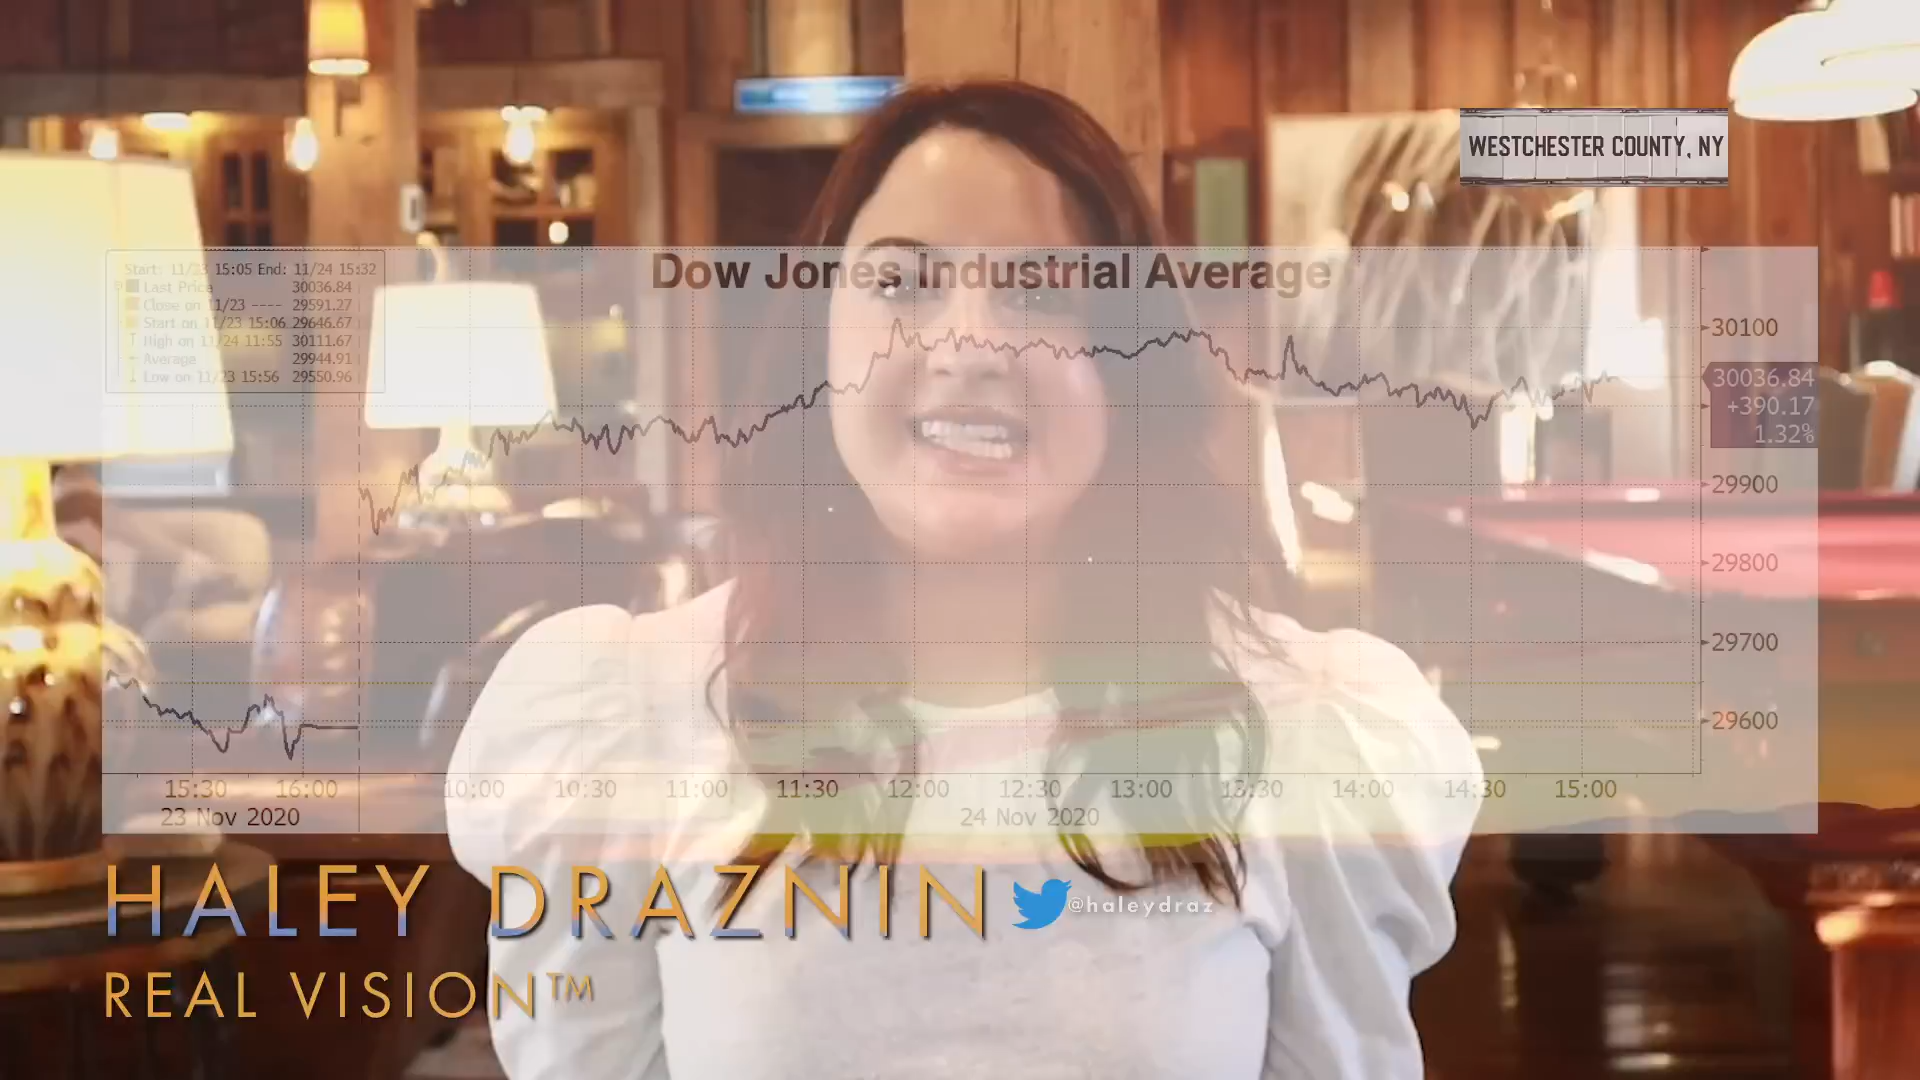 WESTCHESTER COUNTY, NY
Dow Jones Industrial Average
Start: 11/23 15:05 End: 11/24 15:32
Last Price 30036.84
Close on 11/23 ---- 29591.27
Start on 11/23 15:06 29646.67
High on 11/24 11:55 30111.67
Average 29944.91
Low on 11/23 15:56 29550.96
30100
30036.84
+390.17
1.32%
29900
29800
29700
29600
15:30 16:00 10:00 10:30 11:00 11:30 12:00 12:30 13:00 13:30 14:00 14:30 15:00
23 Nov 2020 24 Nov 2020
HALEY DRAZNIN @haleydraz
REAL VISION™